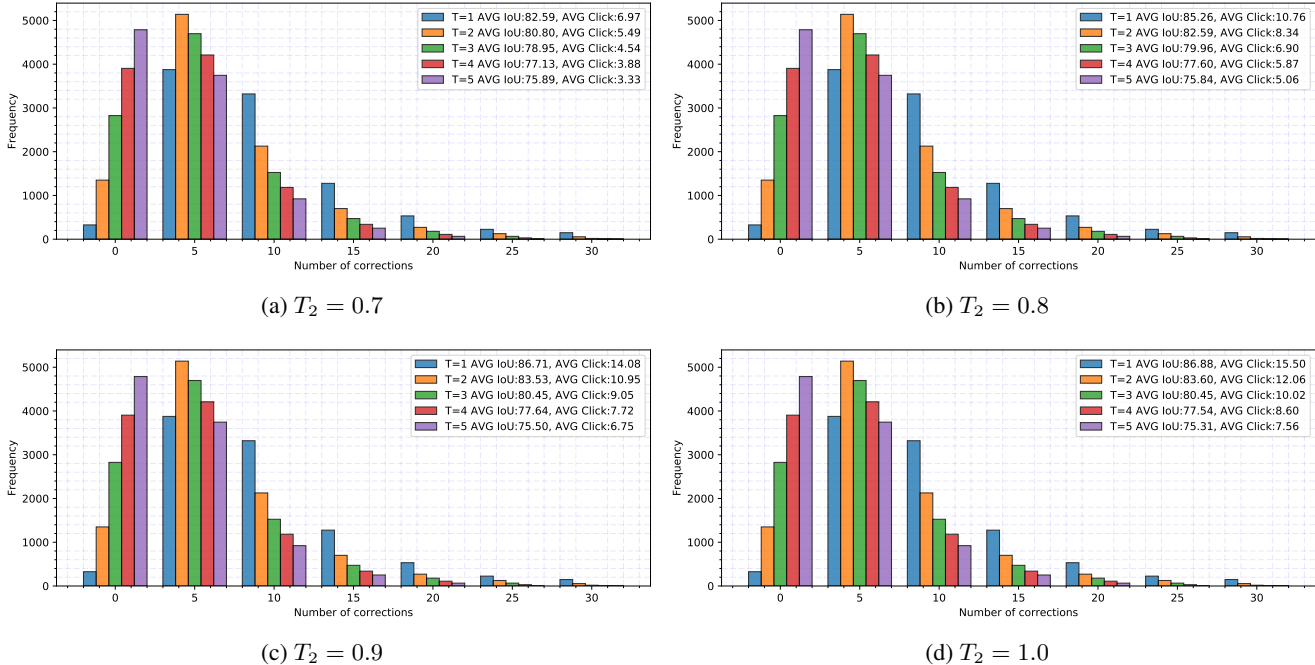 5000
4000
3000
2000
1000
0
Frequency
T=1 AVG IoU:82.59, AVG Click:6.97
T=2 AVG IoU:80.80, AVG Click:5.49
T=3 AVG IoU:78.95, AVG Click:4.54
T=4 AVG IoU:77.13, AVG Click:3.88
T=5 AVG IoU:75.89, AVG Click:3.33
0 5 10 15 20 25 30
Number of corrections
(a) T₂ = 0.7
5000
4000
3000
2000
1000
0
Frequency
T=1 AVG IoU:85.26, AVG Click:10.76
T=2 AVG IoU:82.59, AVG Click:8.34
T=3 AVG IoU:79.96, AVG Click:6.90
T=4 AVG IoU:77.60, AVG Click:5.87
T=5 AVG IoU:75.84, AVG Click:5.06
0 5 10 15 20 25 30
Number of corrections
(b) T₂ = 0.8
5000
4000
3000
2000
1000
0
Frequency
T=1 AVG IoU:86.71, AVG Click:14.08
T=2 AVG IoU:83.53, AVG Click:10.95
T=3 AVG IoU:80.45, AVG Click:9.05
T=4 AVG IoU:77.64, AVG Click:7.72
T=5 AVG IoU:75.50, AVG Click:6.75
0 5 10 15 20 25 30
Number of corrections
(c) T₂ = 0.9
5000
4000
3000
2000
1000
0
Frequency
T=1 AVG IoU:86.88, AVG Click:15.50
T=2 AVG IoU:83.60, AVG Click:12.06
T=3 AVG IoU:80.45, AVG Click:10.02
T=4 AVG IoU:77.54, AVG Click:8.60
T=5 AVG IoU:75.31, AVG Click:7.56
0 5 10 15 20 25 30
Number of corrections
(d) T₂ = 1.0